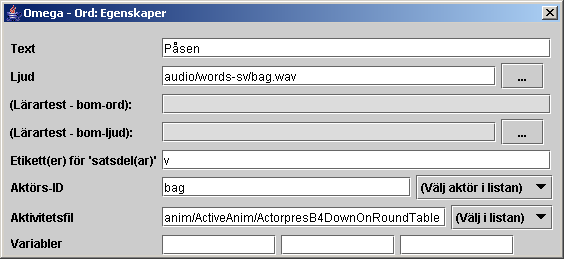 Omega - Ord: Egenskaper
Text Påsen
Ljud audio/words-sv/bag.wav ...
(Lärartest - bom-ord):
(Lärartest - bom-ljud): ...
Etikett(er) för 'satsdel(ar)' v
Aktörs-ID bag (Välj aktör i listan)
Aktivitetsfil anim/ActiveAnim/ActorpresB4DownOnRoundTable (Välj i listan)
Variabler